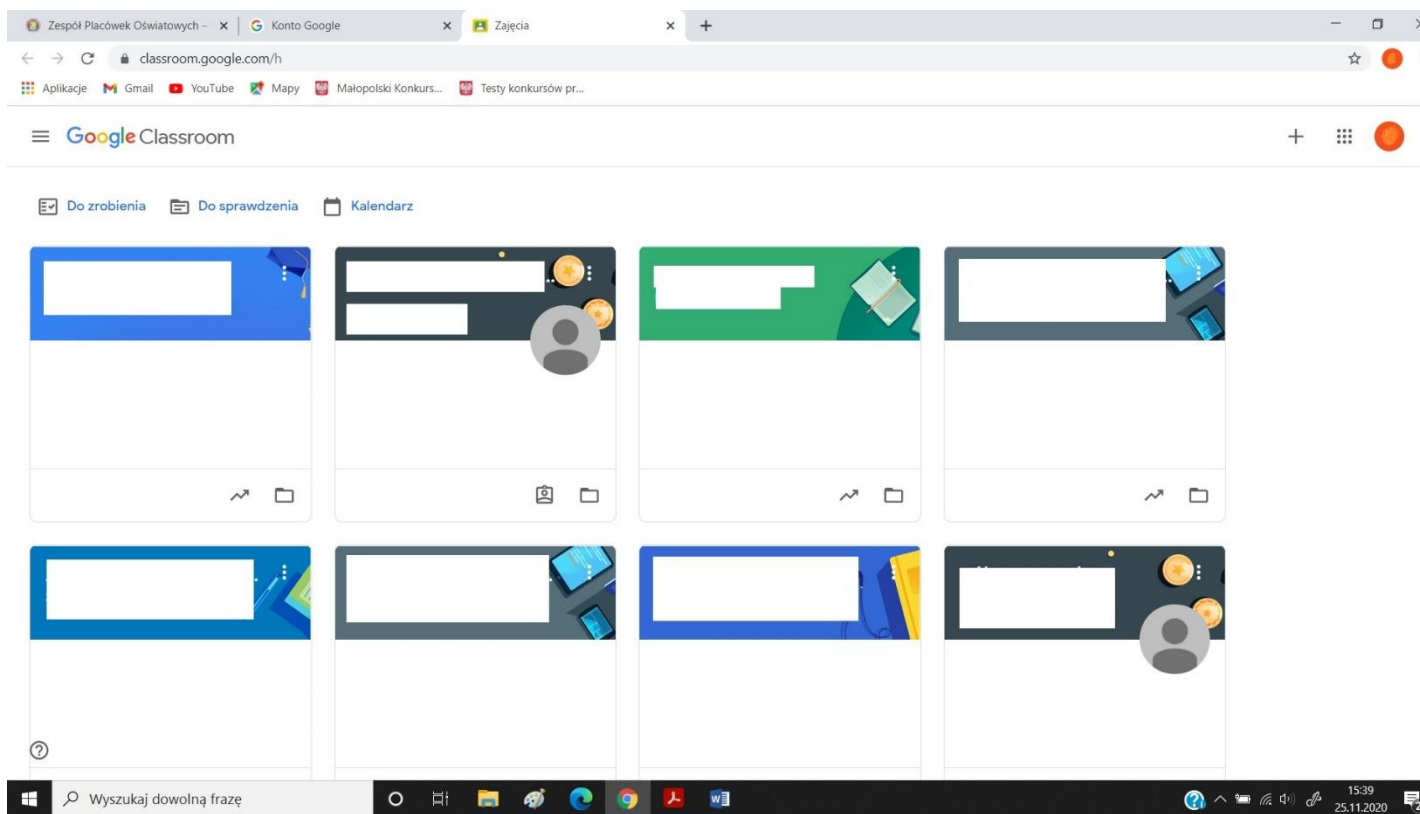 Zespół Placówek Oświatowych –
Konto Google
Zajęcia
classroom.google.com/h
Aplikacje
Gmail
YouTube
Mapy
Małopolski Konkurs...
Testy konkursów pr...
Google Classroom
Do zrobienia
Do sprawdzenia
Kalendarz
Wyszukaj dowolną frazę
15:39
25.11.2020